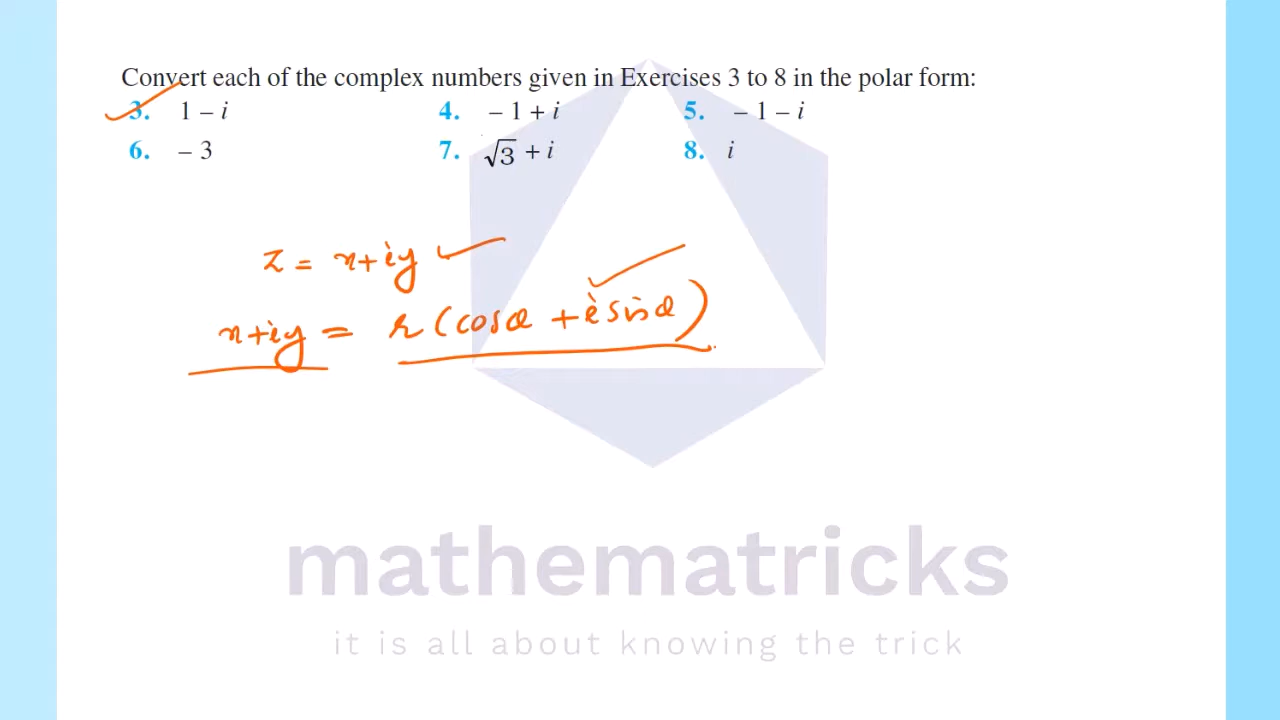 Convert each of the complex numbers given in Exercises 3 to 8 in the polar form:
3. 1 – i 4. – 1 + i 5. – 1 – i
6. – 3 7. √3 + i 8. i
z = x+iy
x+iy = r(cosθ + i sinθ)
mathematricks
it is all about knowing the trick